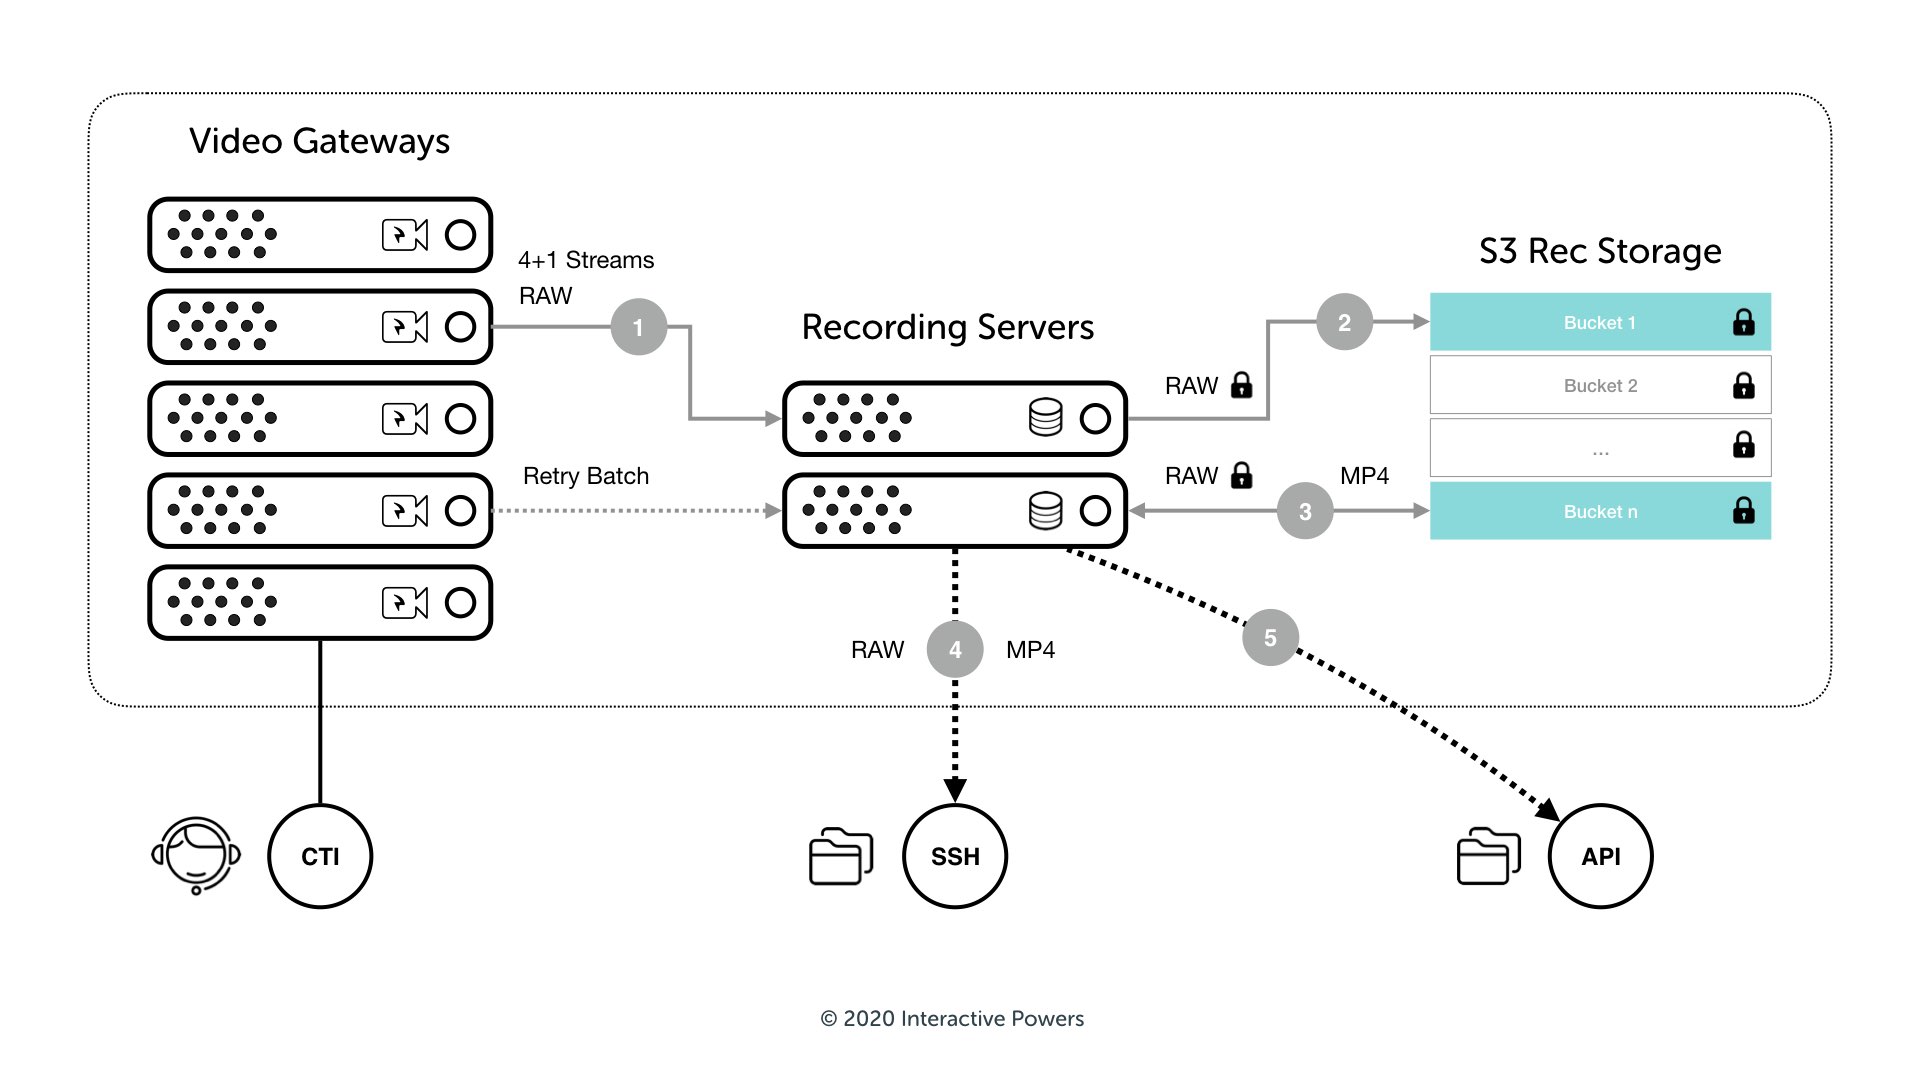 Video Gateways
4+1 Streams
RAW
1
Retry Batch
CTI
Recording Servers
RAW
2
RAW
3
MP4
RAW
4
MP4
5
SSH
API
S3 Rec Storage
Bucket 1
Bucket 2
...
Bucket n
© 2020 Interactive Powers